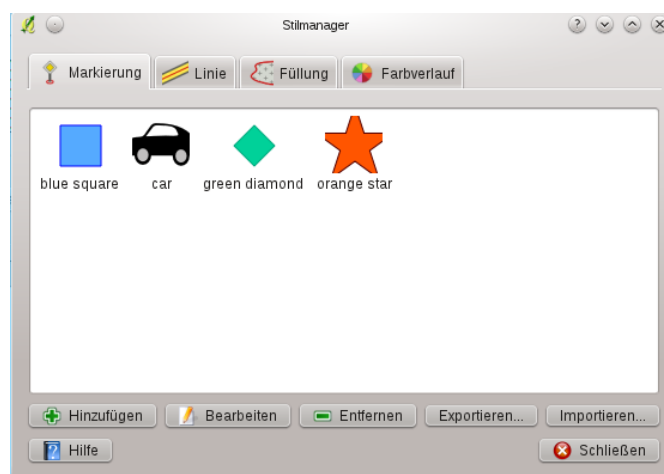 Stilmanager
Markierung Linie Füllung Farbverlauf
blue square car green diamond orange star
Hinzufügen Bearbeiten Entfernen Exportieren... Importieren...
Hilfe Schließen